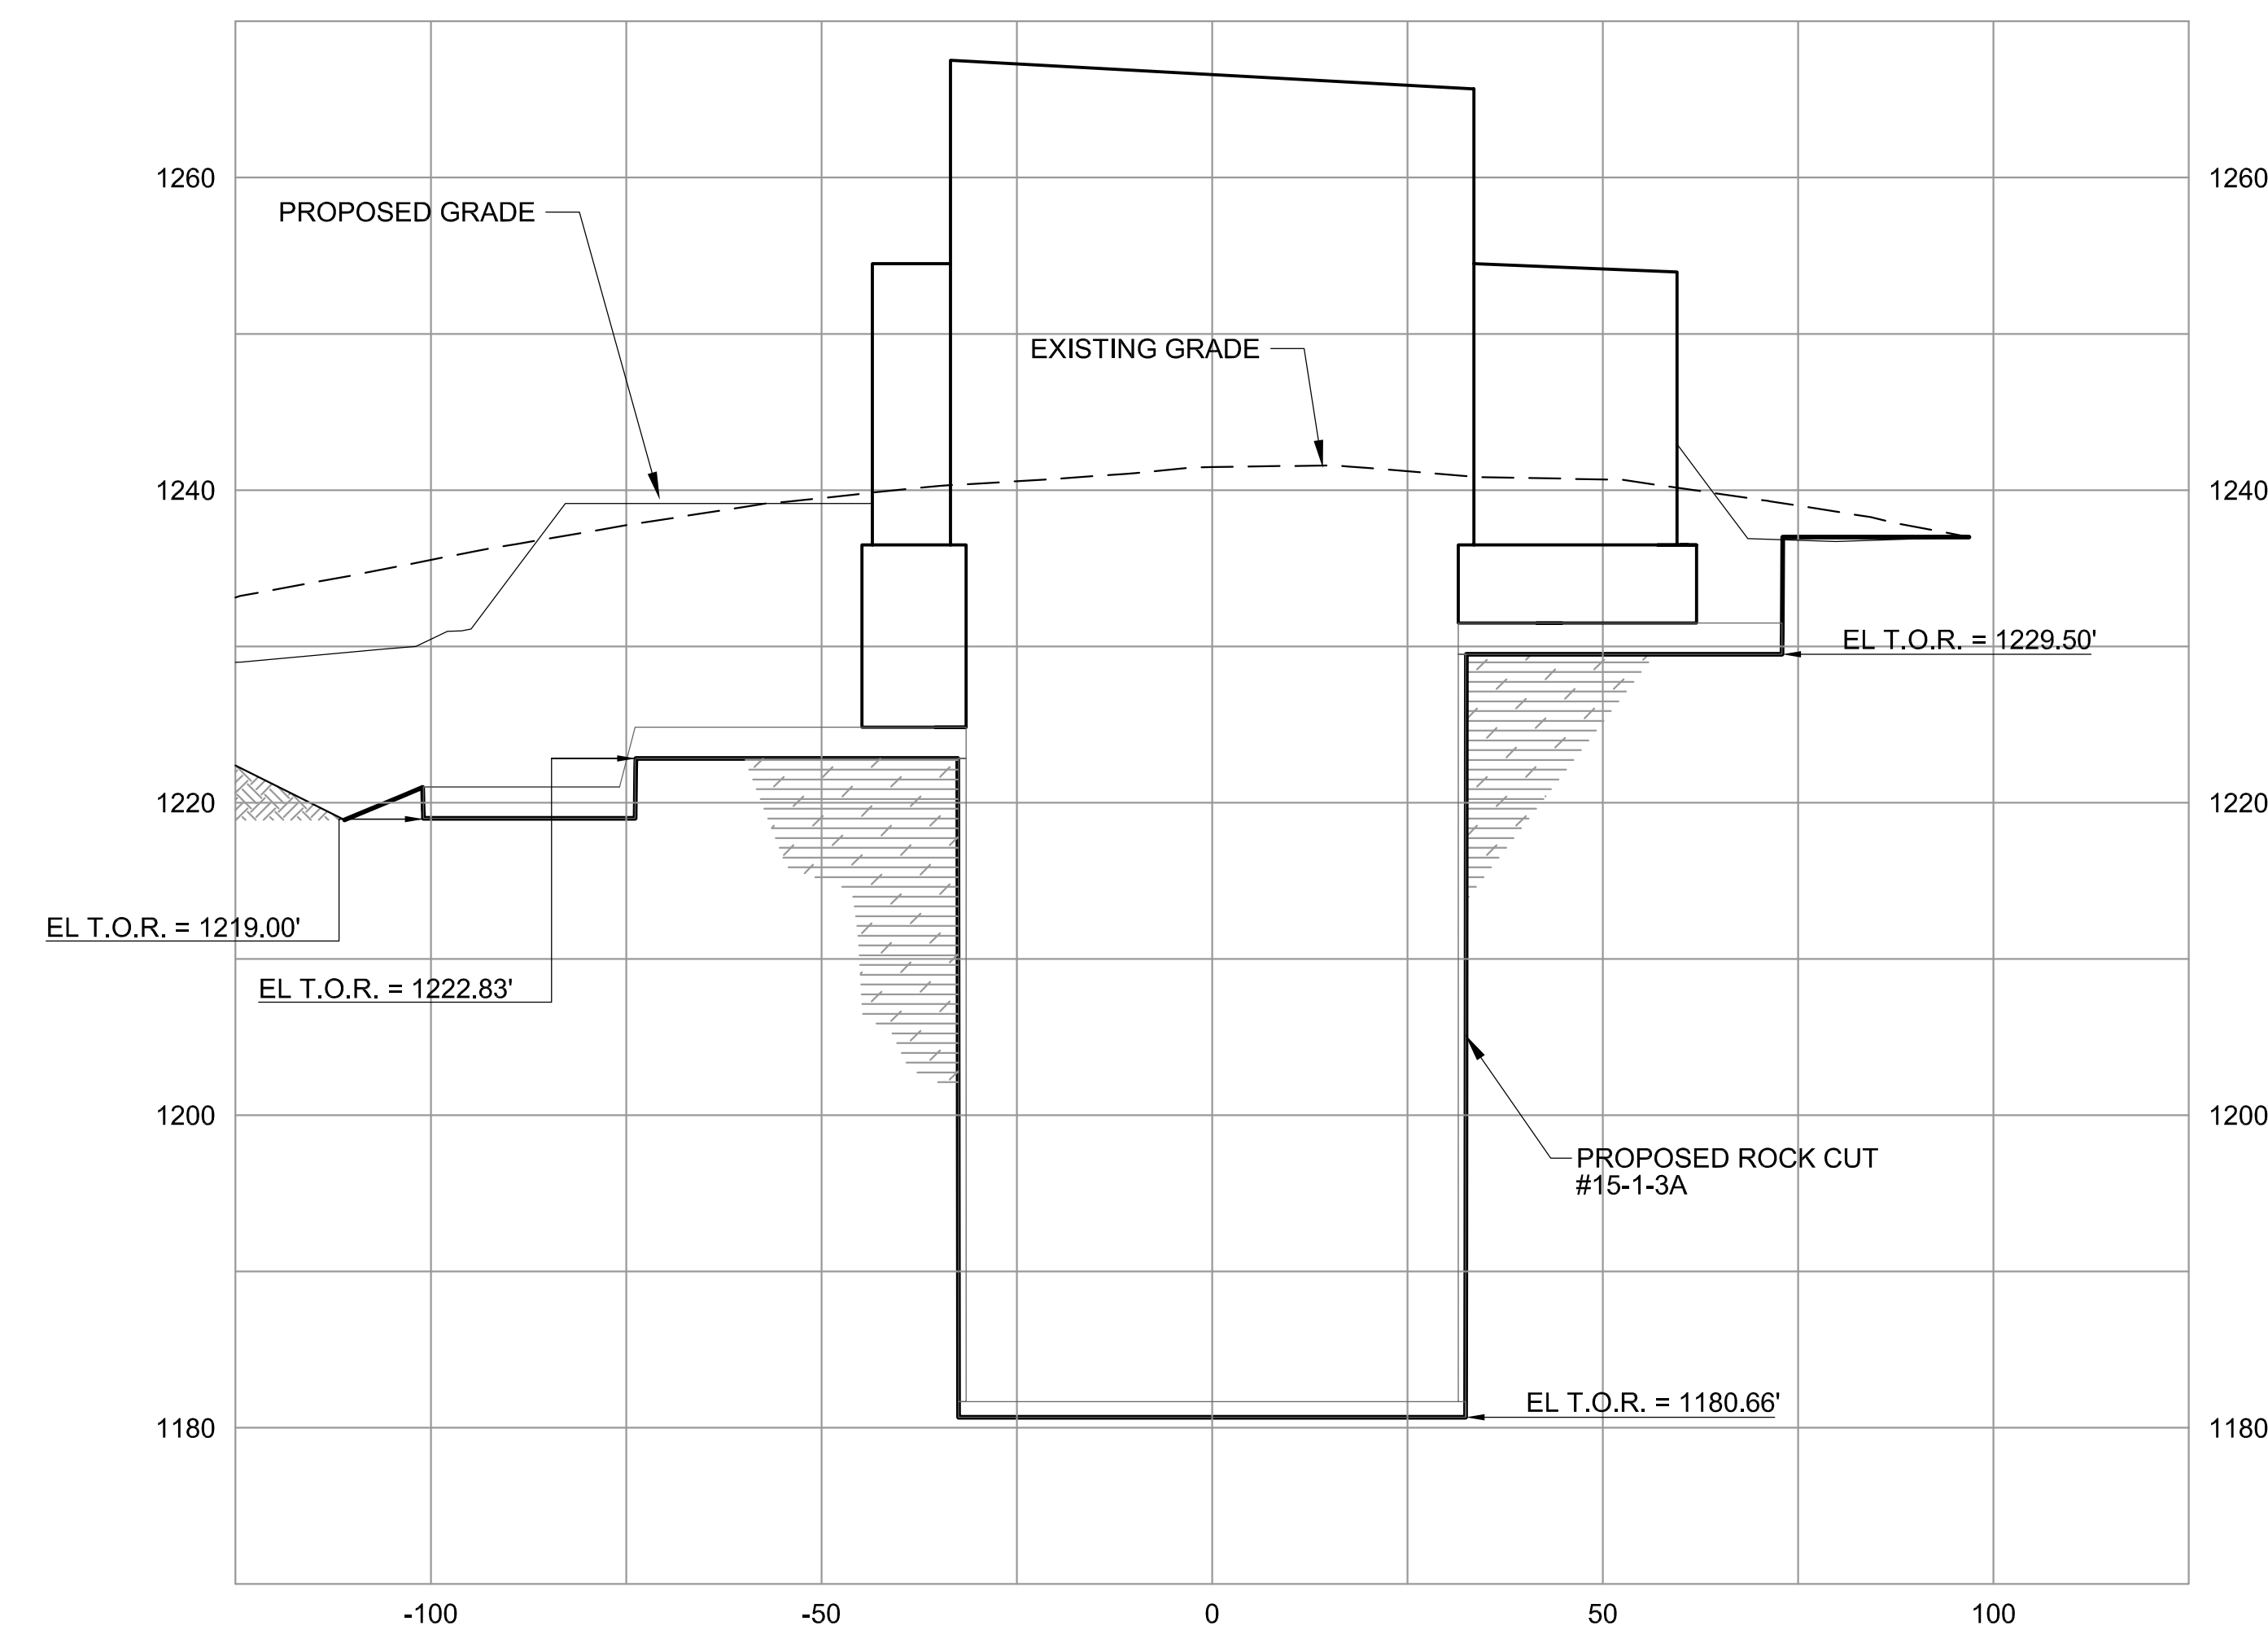 1260
1260
PROPOSED GRADE
EXISTING GRADE
1240
1240
EL T.O.R. = 1229.50'
1220
1220
EL T.O.R. = 1219.00'
EL T.O.R. = 1222.83'
1200
1200
PROPOSED ROCK CUT
#15-1-3A
EL T.O.R. = 1180.66'
1180
1180
-100
-50
0
50
100